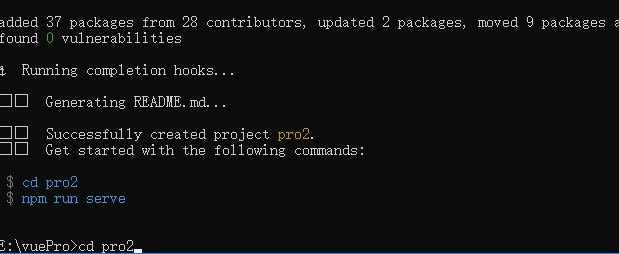 added 37 packages from 28 contributors, updated 2 packages, moved 9 packages
found 0 vulnerabilities
Running completion hooks...
Generating README.md...
Successfully created project pro2.
Get started with the following commands:
$ cd pro2
$ npm run serve
E:\vuePro>cd pro2